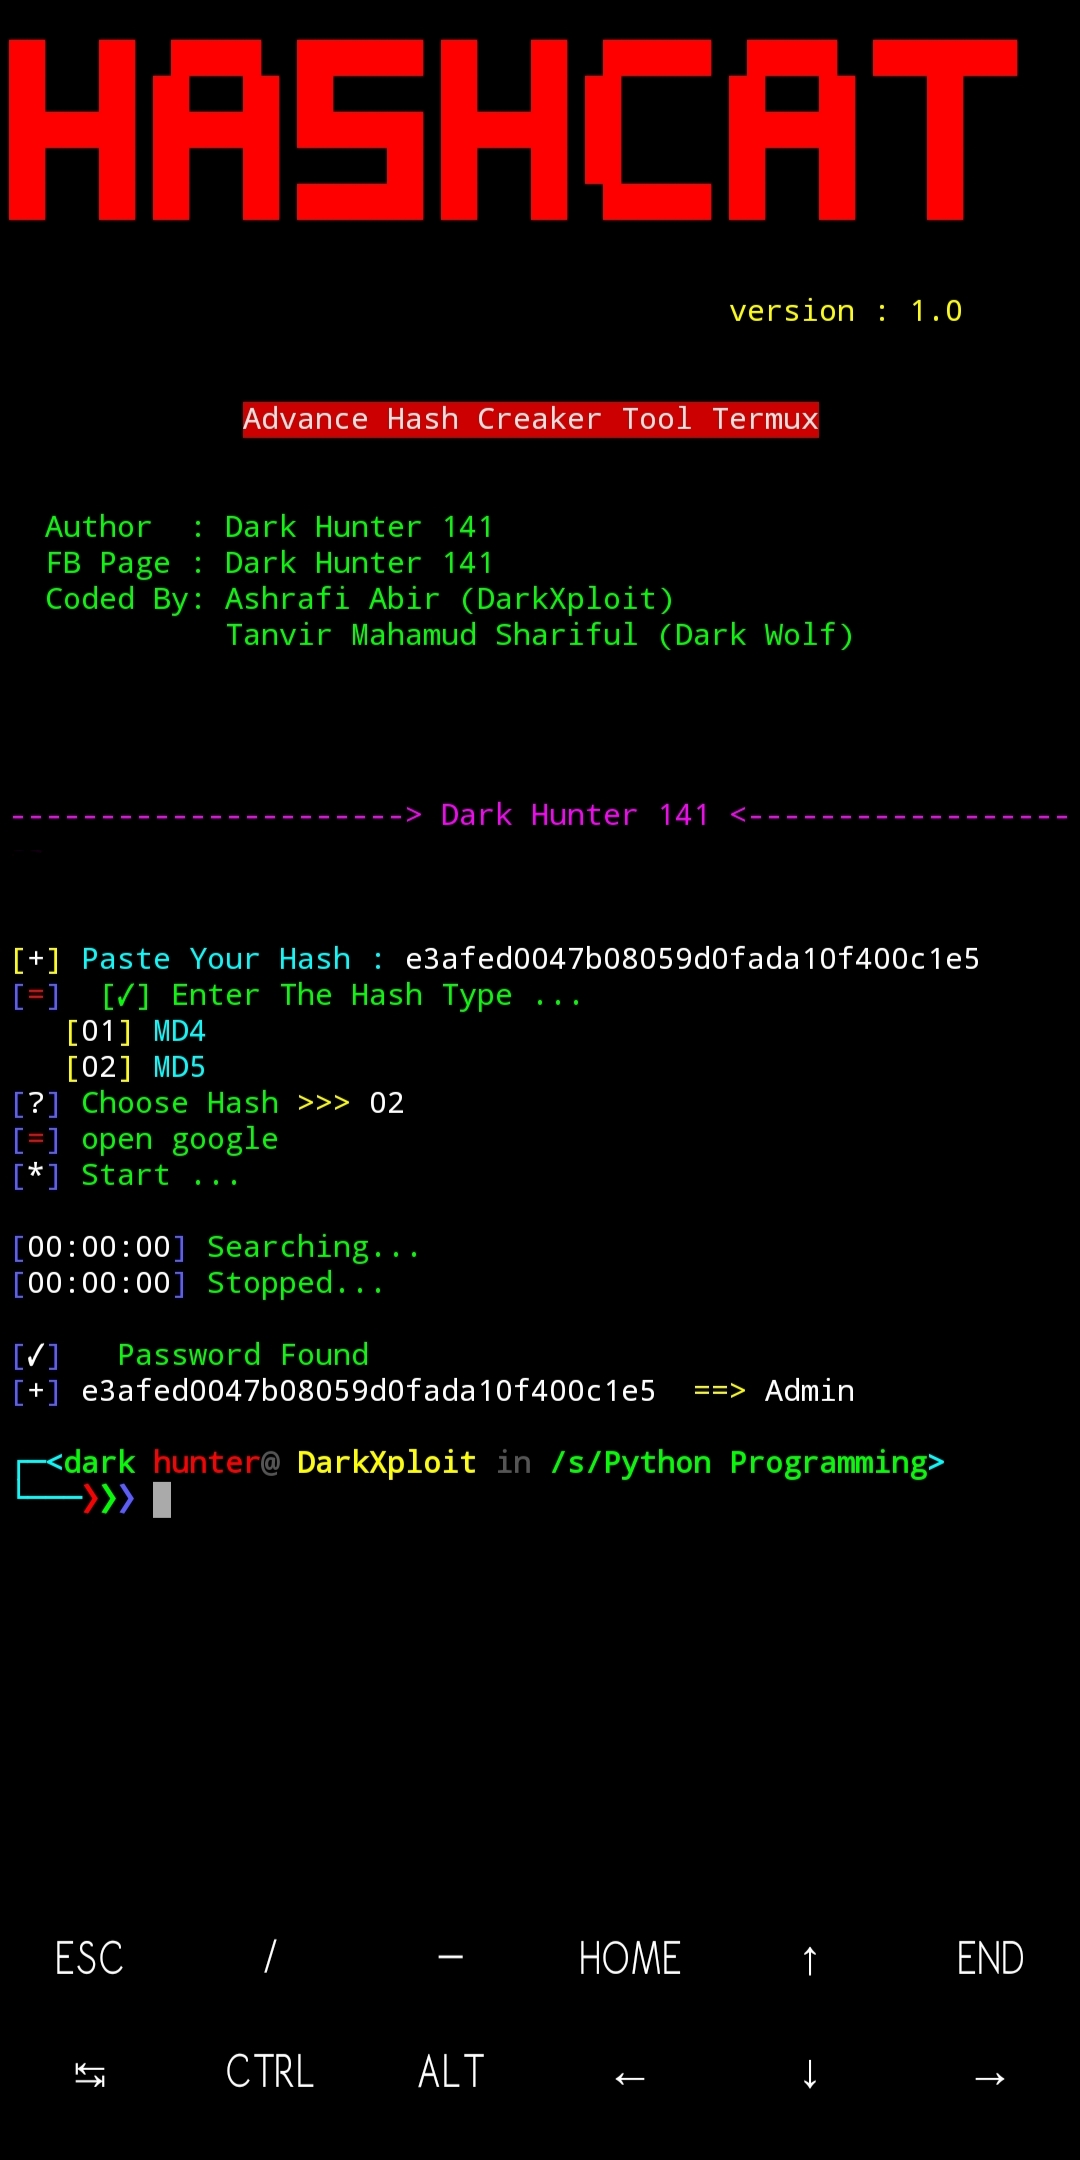 HASHCAT
version : 1.0
Advance Hash Creaker Tool Termux
Author  : Dark Hunter 141
FB Page : Dark Hunter 141
Coded By: Ashrafi Abir (DarkXploit)
Tanvir Mahamud Shariful (Dark Wolf)
----------------------> Dark Hunter 141 <------------------
[+] Paste Your Hash : e3afed0047b08059d0fada10f400c1e5
[=]  [✓] Enter The Hash Type ...
[01] MD4
[02] MD5
[?] Choose Hash >>> 02
[=] open google
[*] Start ...
[00:00:00] Searching...
[00:00:00] Stopped...
[✓]   Password Found
[+] e3afed0047b08059d0fada10f400c1e5  ==> Admin
┌─<dark hunter@ DarkXploit in /s/Python Programming>
└───❯❯❯
ESC / — HOME ↑ END
↹ CTRL ALT ← ↓ →